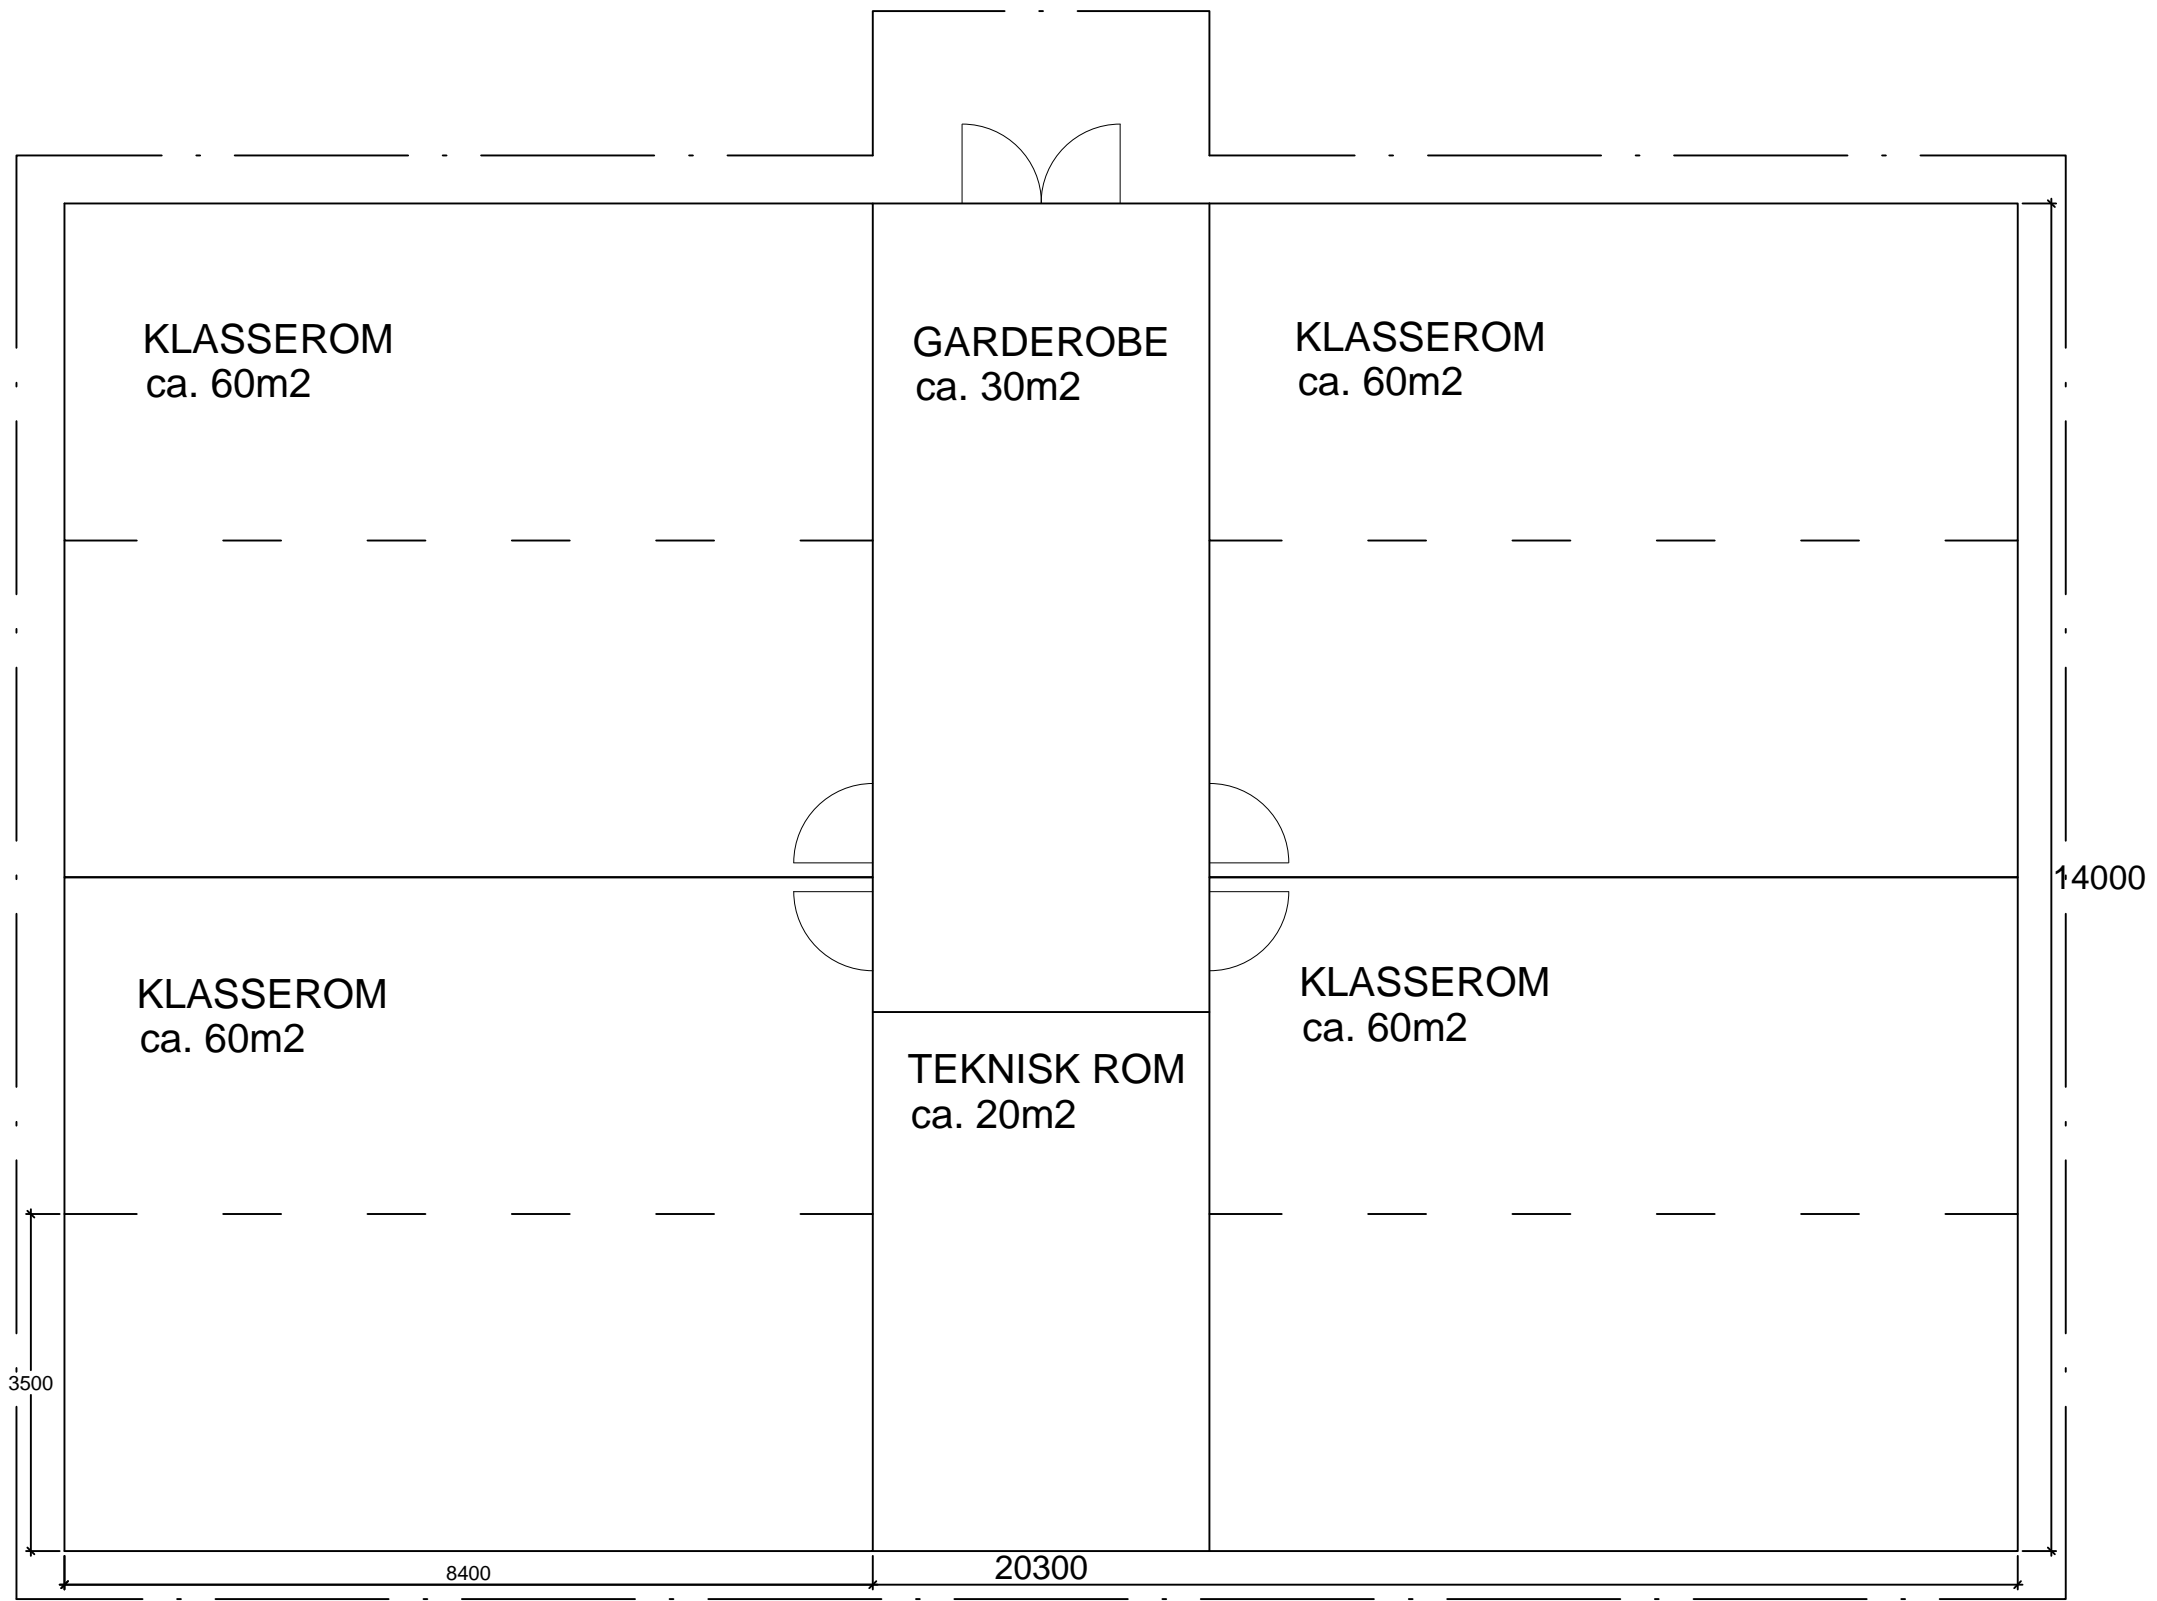 KLASSEROM
ca. 60m2
GARDEROBE
ca. 30m2
KLASSEROM
ca. 60m2
14000
KLASSEROM
ca. 60m2
KLASSEROM
ca. 60m2
TEKNISK ROM
ca. 20m2
3500
8400
20300